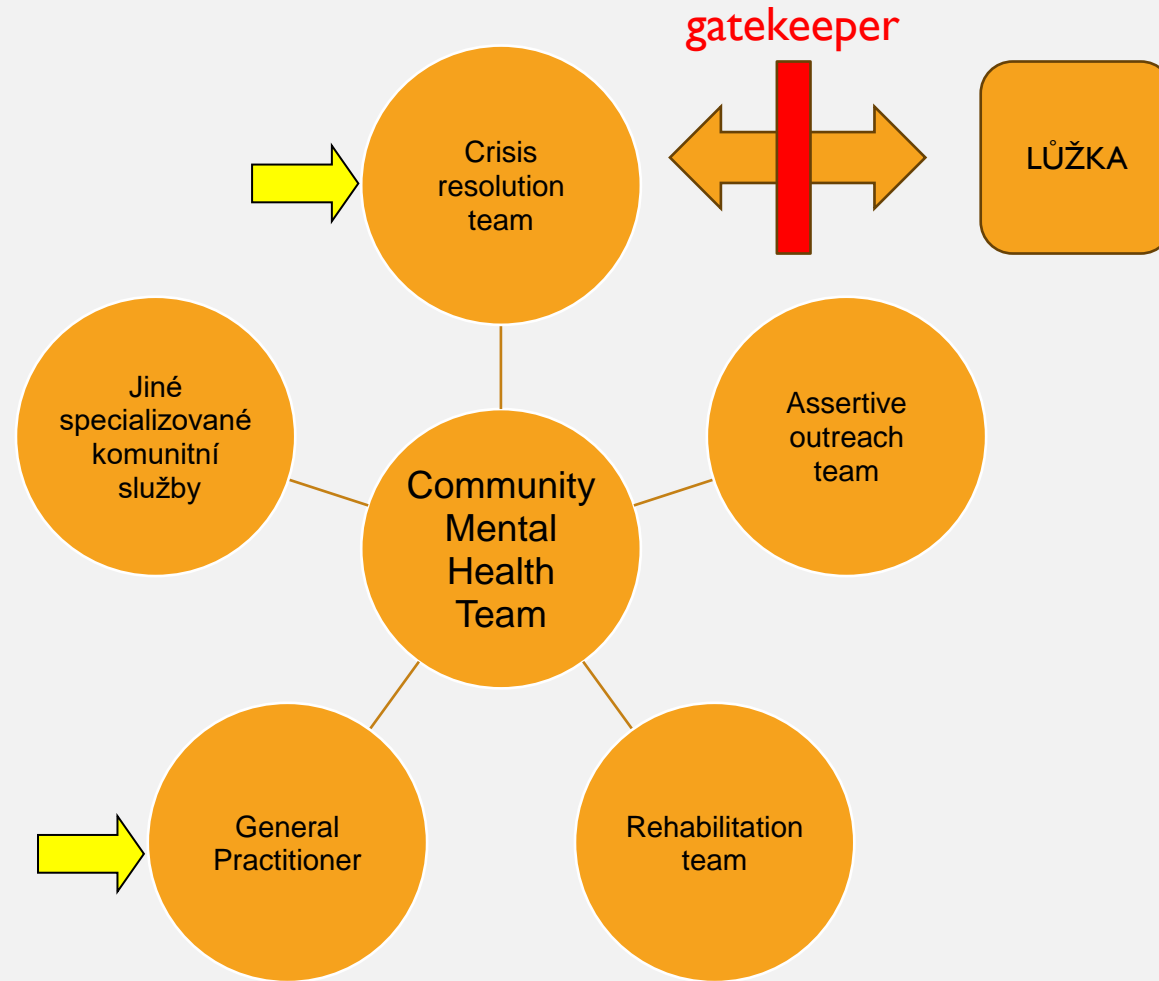 gatekeeper
Crisis
resolution
team
LŮŽKA
Jiné
specializované
komunitní
služby
Assertive
outreach
team
Community
Mental
Health
Team
General
Practitioner
Rehabilitation
team